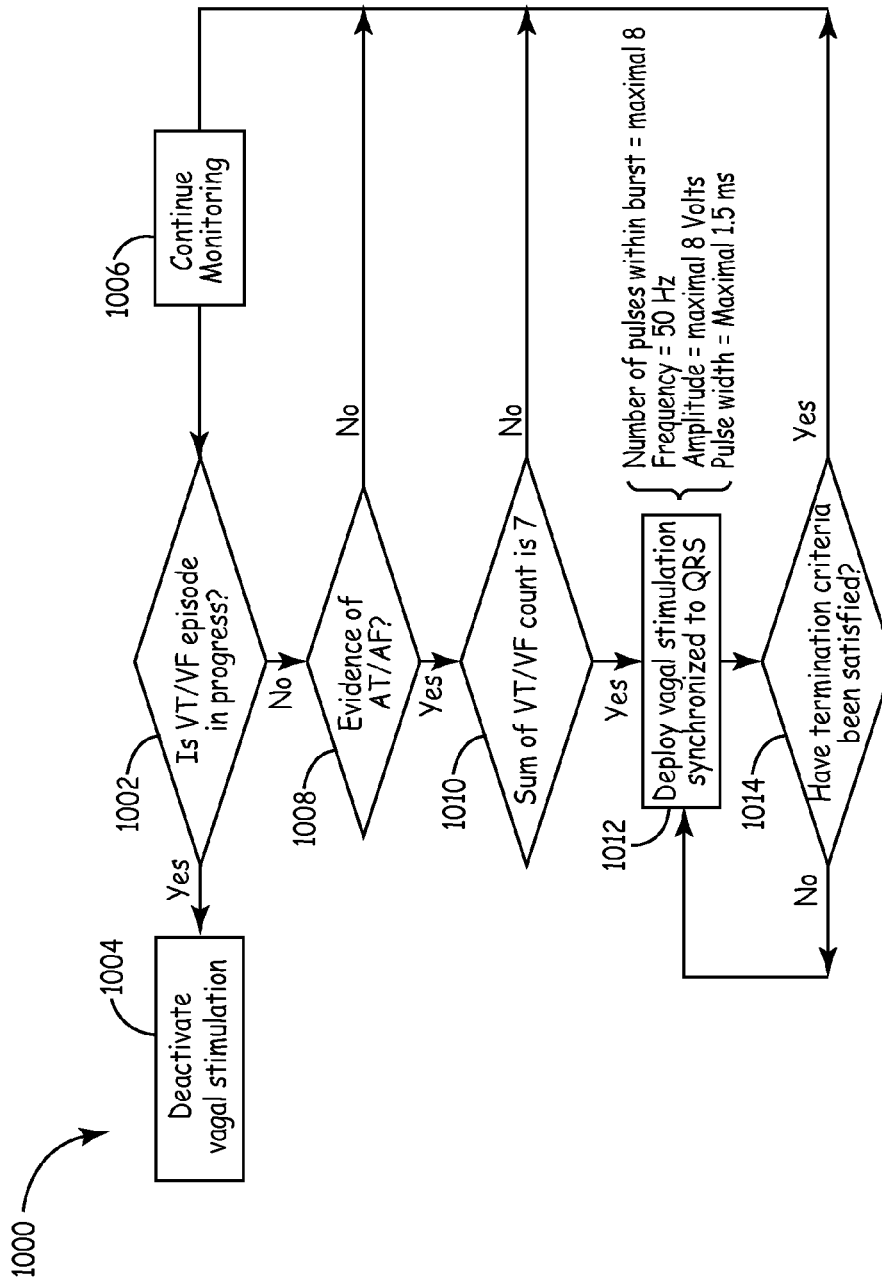 1000
1004
Deactivate
vagal stimulation
Yes
1002
Is VT/VF episode
in progress?
1006
Continue
Monitoring
No
1008
Evidence of
AT/AF?
No
Yes
1010
Sum of VT/VF count is 7
No
Yes
1012
Deploy vagal stimulation
synchronized to QRS
Number of pulses within burst = maximal 8
Frequency = 50 Hz
Amplitude = maximal 8 Volts
Pulse width = Maximal 1.5 ms
1014
Have termination criteria
been satisfied?
No
Yes